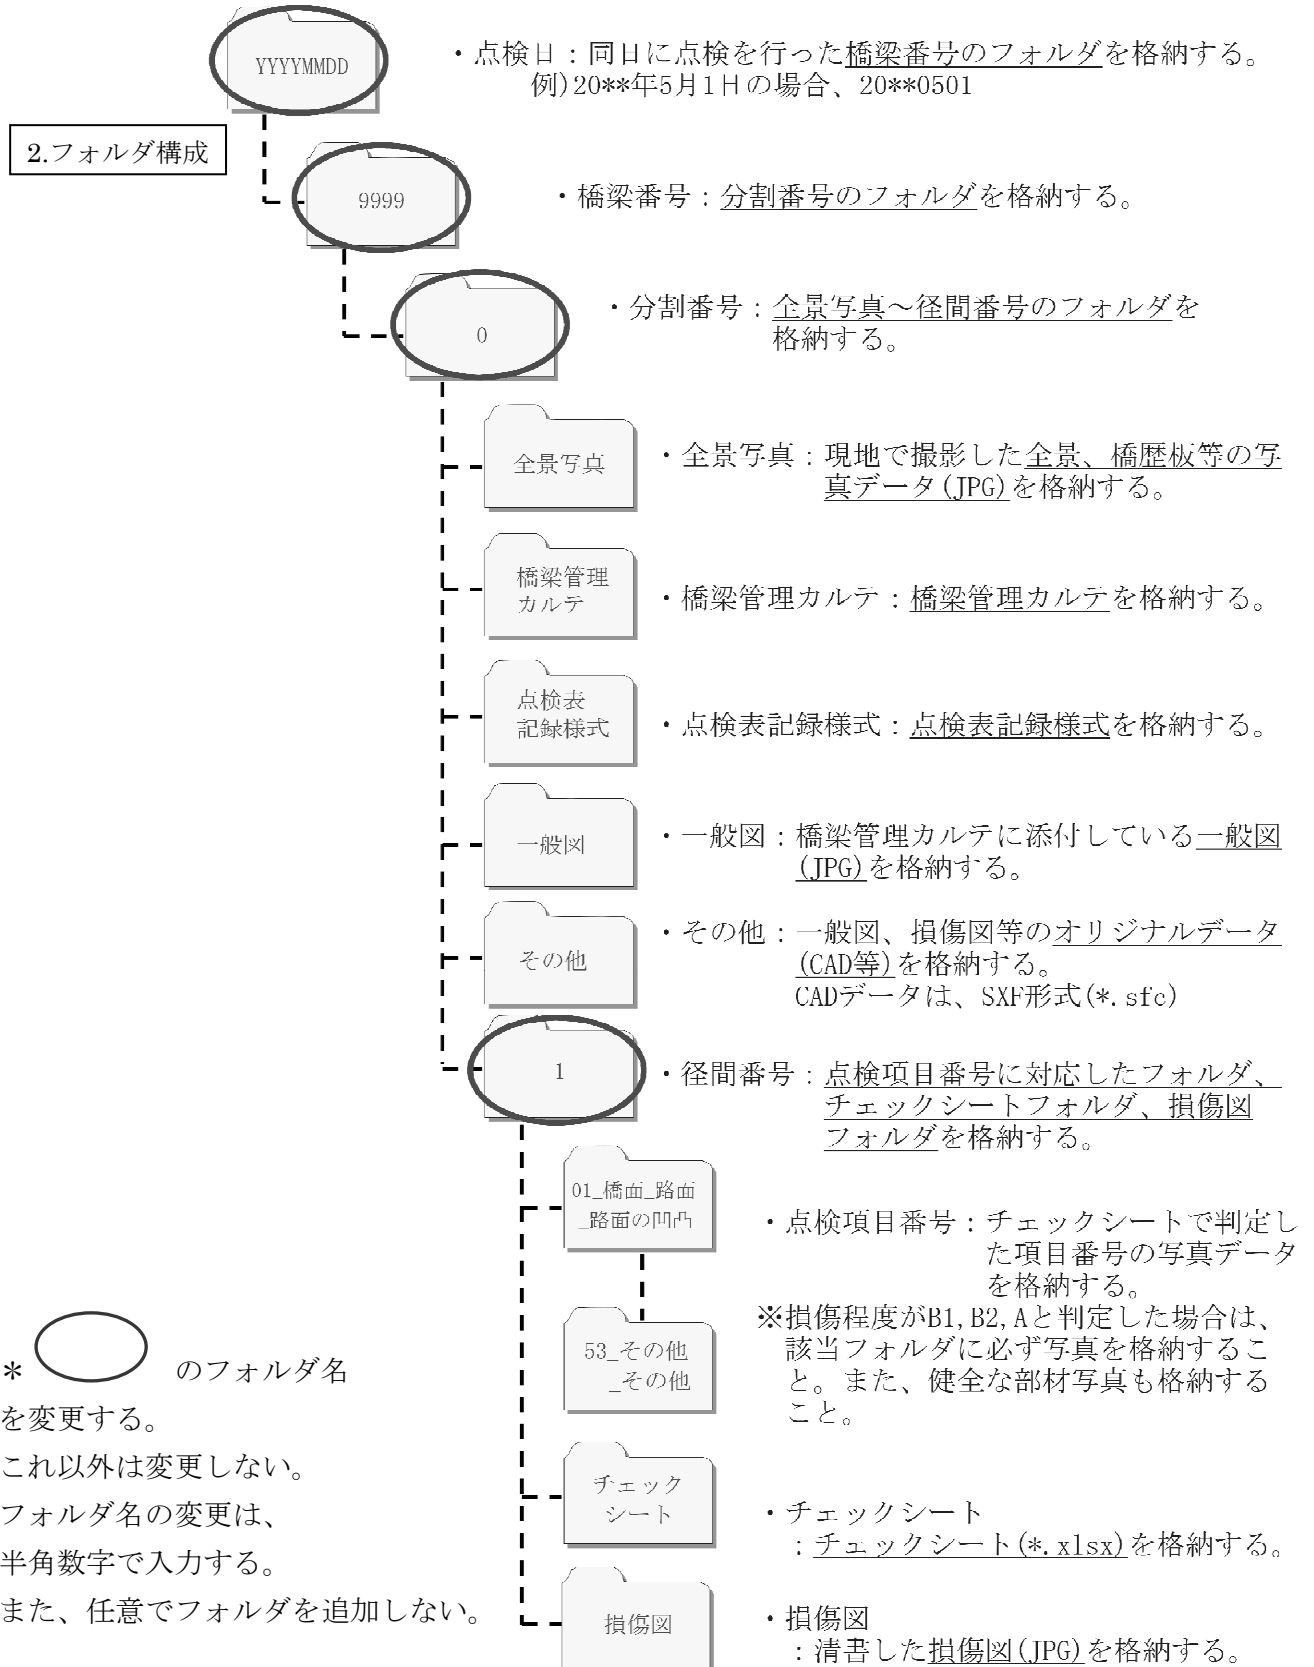 YYYYMMDD
・点検日：同日に点検を行った橋梁番号のフォルダを格納する。
例)20**年5月1日の場合、20**0501
2.フォルダ構成
9999
・橋梁番号：分割番号のフォルダを格納する。
0
・分割番号：全景写真～径間番号のフォルダを
格納する。
全景写真
・全景写真：現地で撮影した全景、橋歴板等の写
真データ(JPG)を格納する。
橋梁管理
カルテ
・橋梁管理カルテ：橋梁管理カルテを格納する。
点検表
記録様式
・点検表記録様式：点検表記録様式を格納する。
一般図
・一般図：橋梁管理カルテに添付している一般図
(JPG)を格納する。
その他
・その他：一般図、損傷図等のオリジナルデータ
(CAD等)を格納する。
CADデータは、SXF形式(*.sfc)
1
・径間番号：点検項目番号に対応したフォルダ、
チェックシートフォルダ、損傷図
フォルダを格納する。
01_橋面_路面
_路面の凹凸
・点検項目番号：チェックシートで判定し
た項目番号の写真データ
を格納する。
※損傷程度がB1,B2,Aと判定した場合は、
該当フォルダに必ず写真を格納するこ
と。また、健全な部材写真も格納する
こと。
53_その他
_その他
＊ のフォルダ名
を変更する。
これ以外は変更しない。
フォルダ名の変更は、
半角数字で入力する。
また、任意でフォルダを追加しない。
チェック
シート
・チェックシート
：チェックシート(*.xlsx)を格納する。
損傷図
・損傷図
：清書した損傷図(JPG)を格納する。